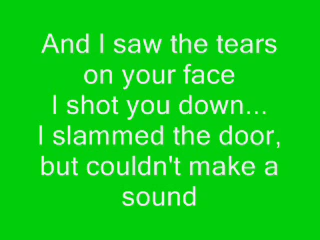 And I saw the tears
on your face
I shot you down...
I slammed the door,
but couldn't make a
sound